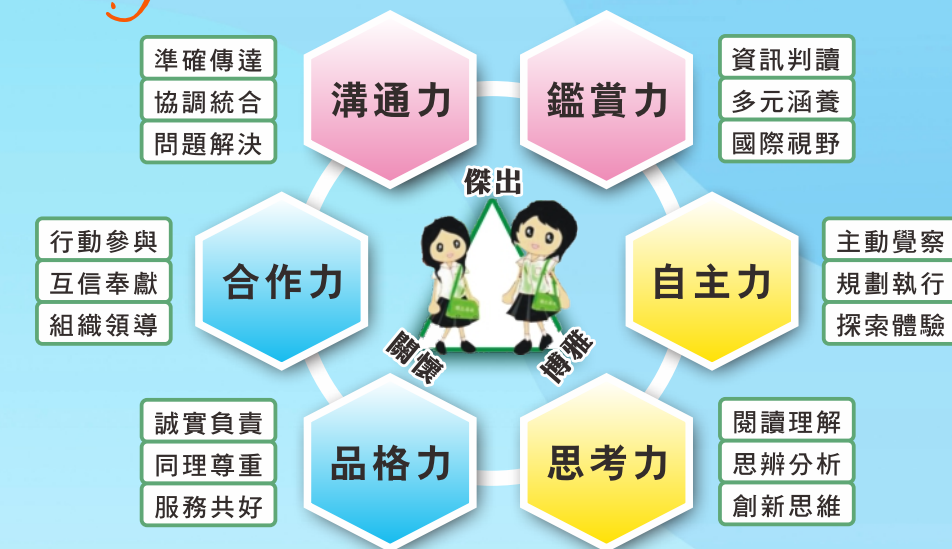 準確傳達
協調統合
問題解決
溝通力
鑑賞力
資訊判讀
多元涵養
國際視野
傑出
行動參與
互信奉獻
組織領導
合作力
自主力
主動覺察
規劃執行
探索體驗
關懷
博雅
誠實負責
同理尊重
服務共好
品格力
思考力
閱讀理解
思辨分析
創新思維